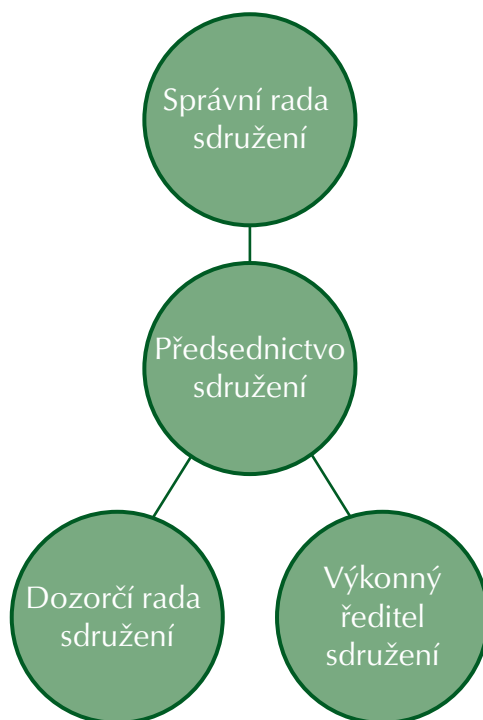 Správní rada
sdružení
Předsednictvo
sdružení
Dozorčí rada
sdružení
Výkonný
ředitel
sdružení